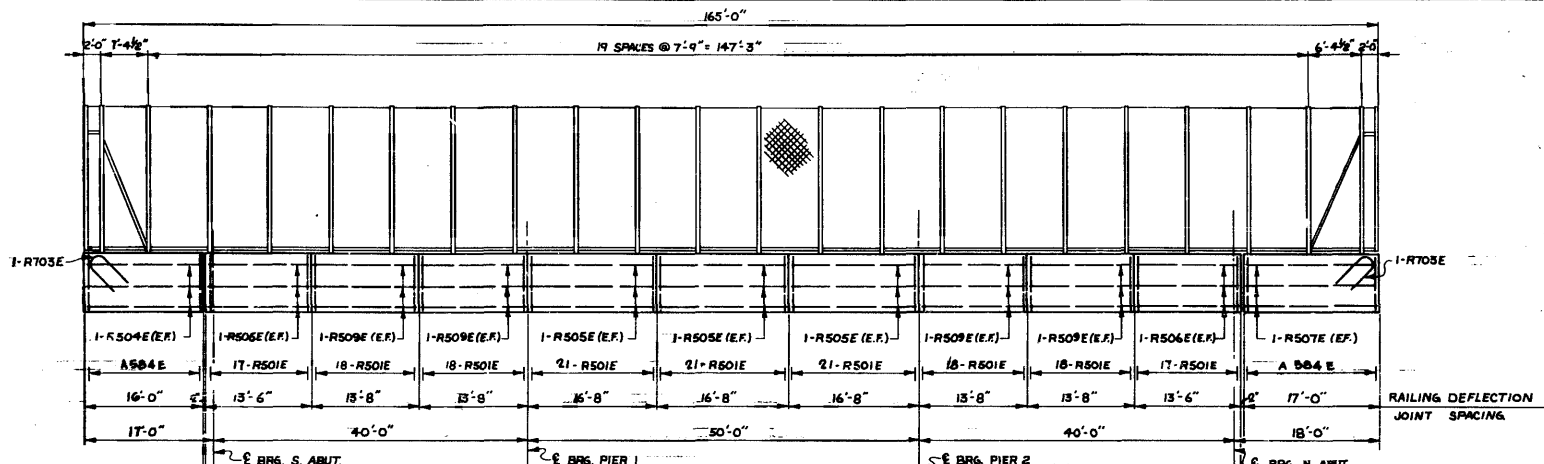 165'-0"
2'-0" 7'-4½" 19 SPACES @ 7'-9" = 147'-3" 6'-4½" 2'-0"
1-R703E 1-R703E
1-R504E (E.F.) 1-R506E (E.F.) 1-R509E (E.F.) 1-R509E (E.F.) 1-R505E (E.F.) 1-R505E (E.F.) 1-R505E (E.F.) 1-R509E (E.F.) 1-R509E (E.F.) 1-R506E (E.F.) 1-R507E (E.F.)
A584E 17-R501E 18-R501E 18-R501E 21-R501E 21-R501E 21-R501E 18-R501E 18-R501E 17-R501E A584E
16'-0" 2" 13'-6" 13'-8" 13'-8" 16'-8" 16'-8" 16'-8" 13'-8" 13'-8" 13'-6" 2" 17'-0" RAILING DEFLECTION
JOINT SPACING
17'-0" 40'-0" 50'-0" 40'-0" 18'-0"
℄ BRG. S. ABUT. ℄ BRG. PIER 1 ℄ BRG. PIER 2 ℄ BRG. N. ABUT.